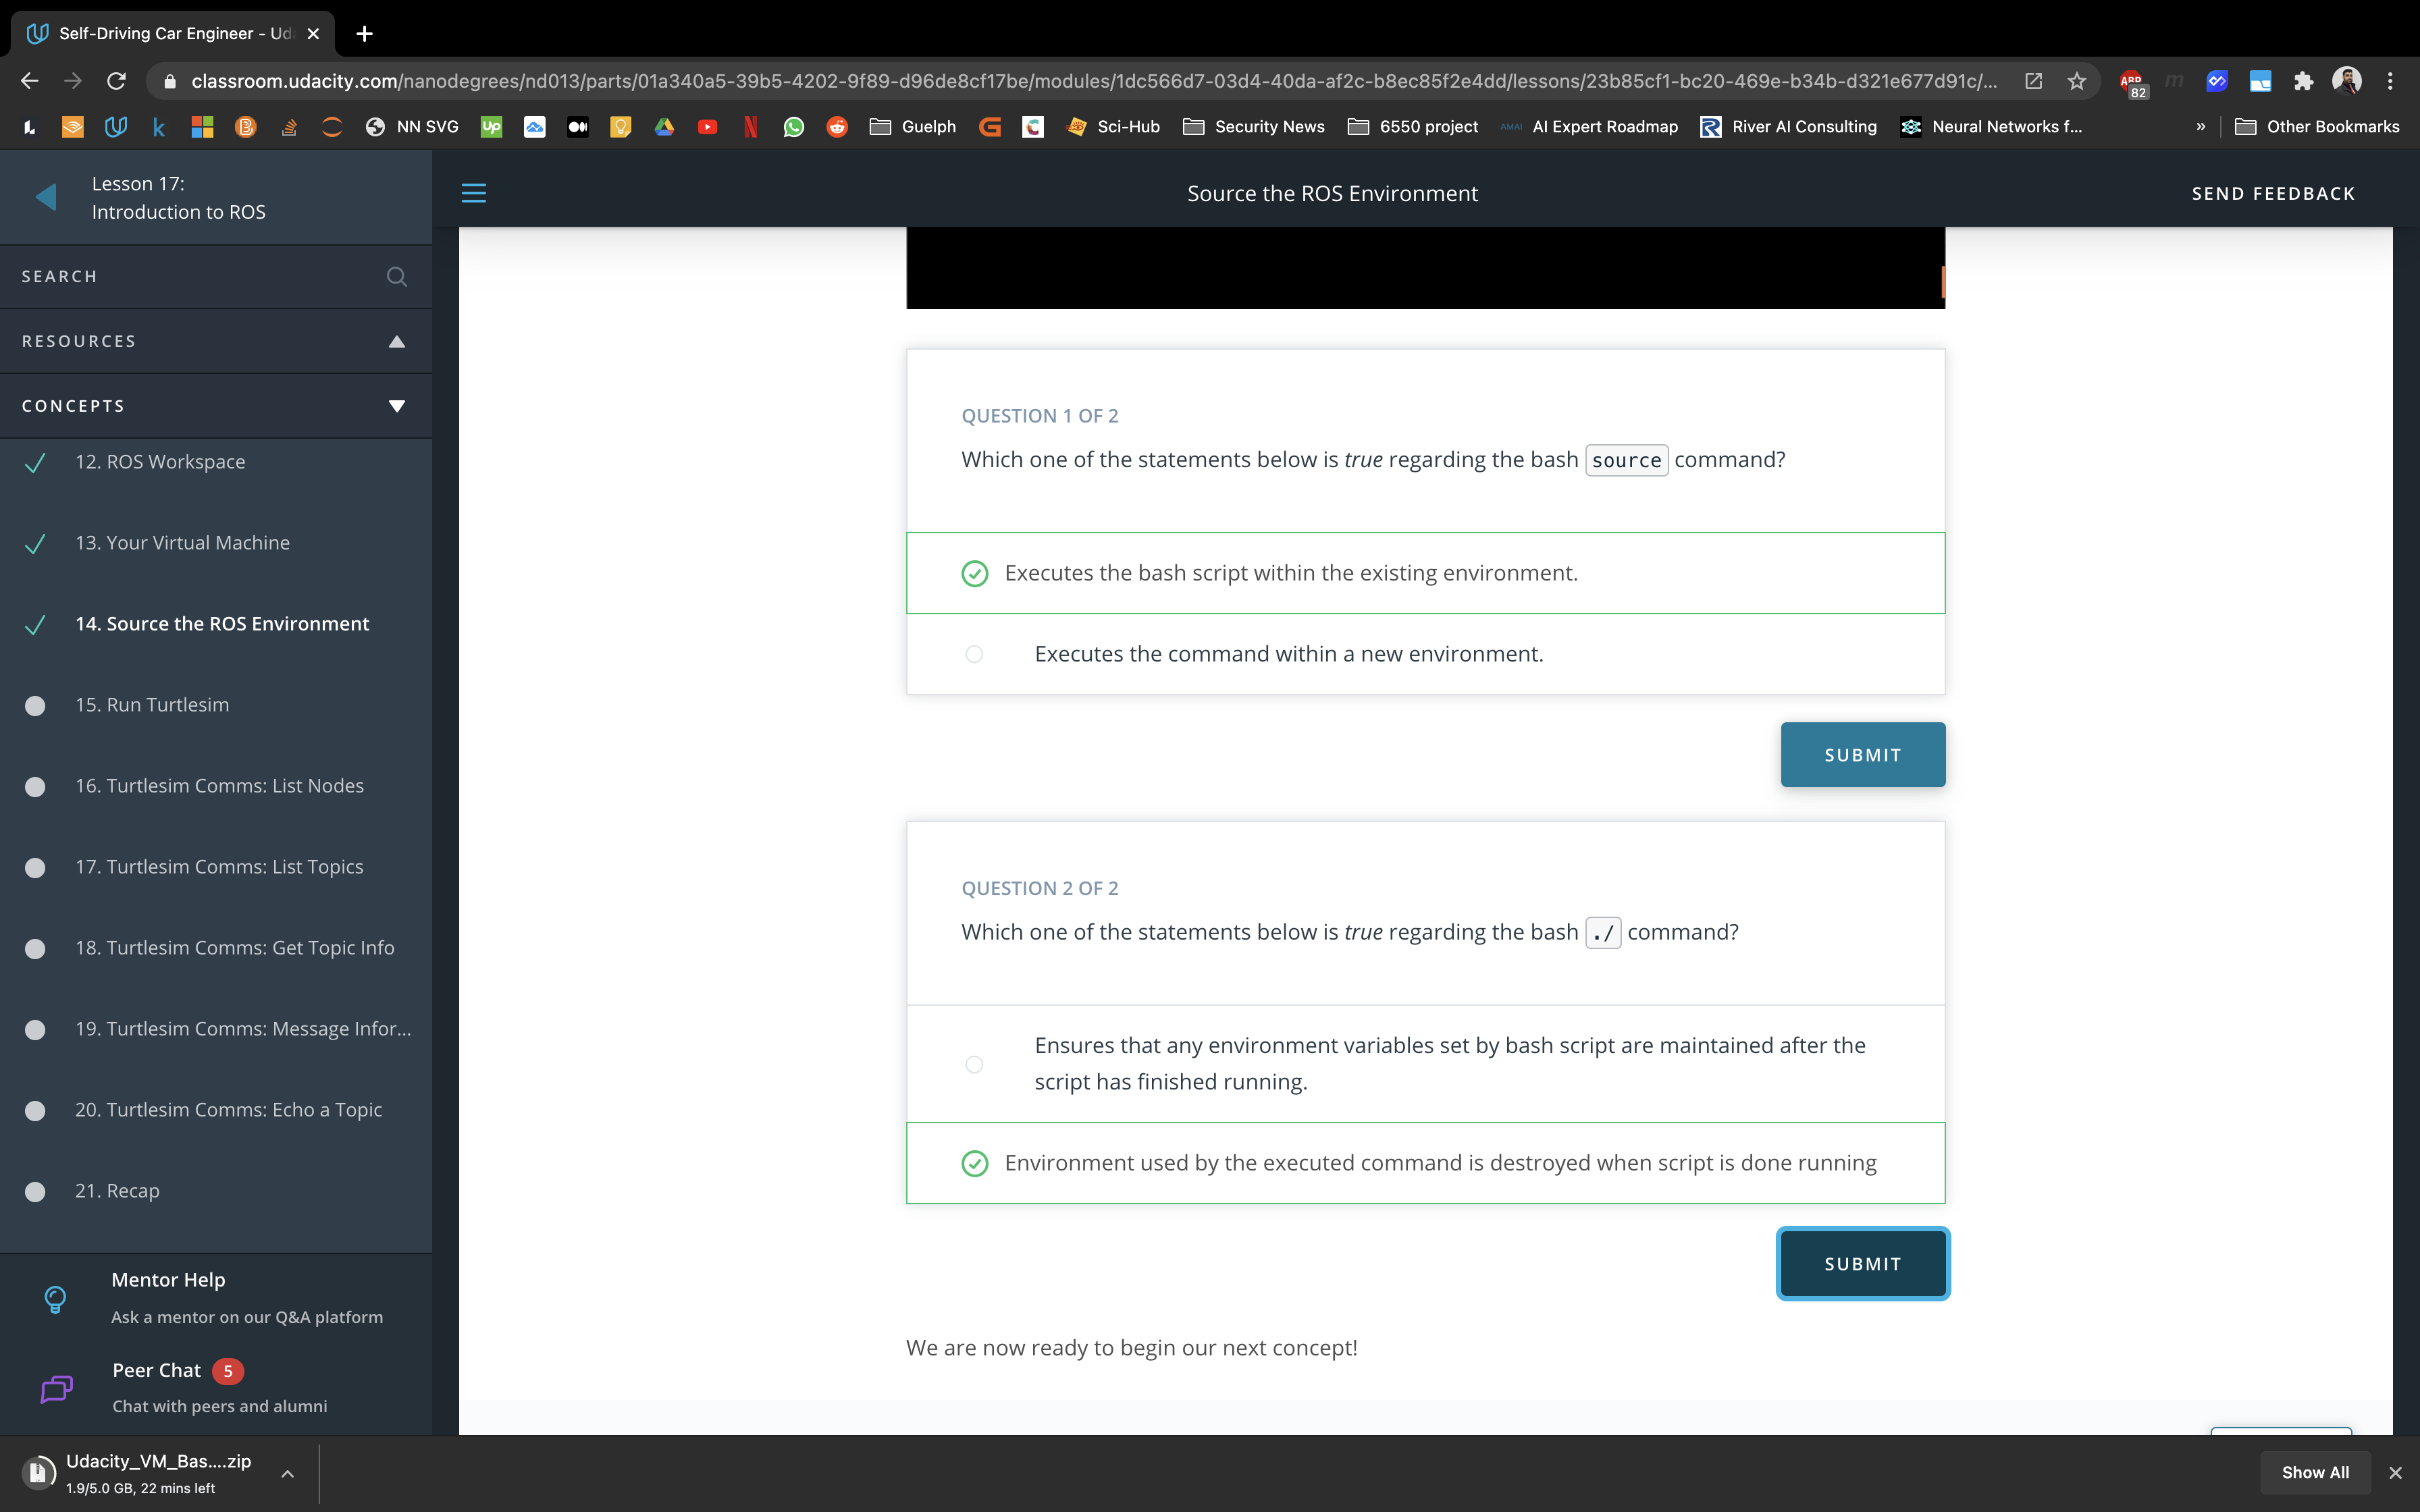 Self-Driving Car Engineer - Uda
classroom.udacity.com/nanodegrees/nd013/parts/01a340a5-39b5-4202-9f89-d96de8cf17be/modules/1dc566d7-03d4-40da-af2c-b8ec85f2e4dd/lessons/23b85cf1-bc20-469e-b34b-d321e677d91c/...
ABP
82
NN SVG
Up
Guelph
Sci-Hub
Security News
6550 project
AMAI
AI Expert Roadmap
River AI Consulting
Neural Networks f...
»
Other Bookmarks
Lesson 17:
Introduction to ROS
Source the ROS Environment
SEND FEEDBACK
SEARCH
RESOURCES
CONCEPTS
12. ROS Workspace
13. Your Virtual Machine
14. Source the ROS Environment
15. Run Turtlesim
16. Turtlesim Comms: List Nodes
17. Turtlesim Comms: List Topics
18. Turtlesim Comms: Get Topic Info
19. Turtlesim Comms: Message Infor...
20. Turtlesim Comms: Echo a Topic
21. Recap
Mentor Help
Ask a mentor on our Q&A platform
Peer Chat 5
Chat with peers and alumni
QUESTION 1 OF 2
Which one of the statements below is true regarding the bash source command?
Executes the bash script within the existing environment.
Executes the command within a new environment.
SUBMIT
QUESTION 2 OF 2
Which one of the statements below is true regarding the bash ./ command?
Ensures that any environment variables set by bash script are maintained after the
script has finished running.
Environment used by the executed command is destroyed when script is done running
SUBMIT
We are now ready to begin our next concept!
Udacity_VM_Bas....zip
1.9/5.0 GB, 22 mins left
Show All